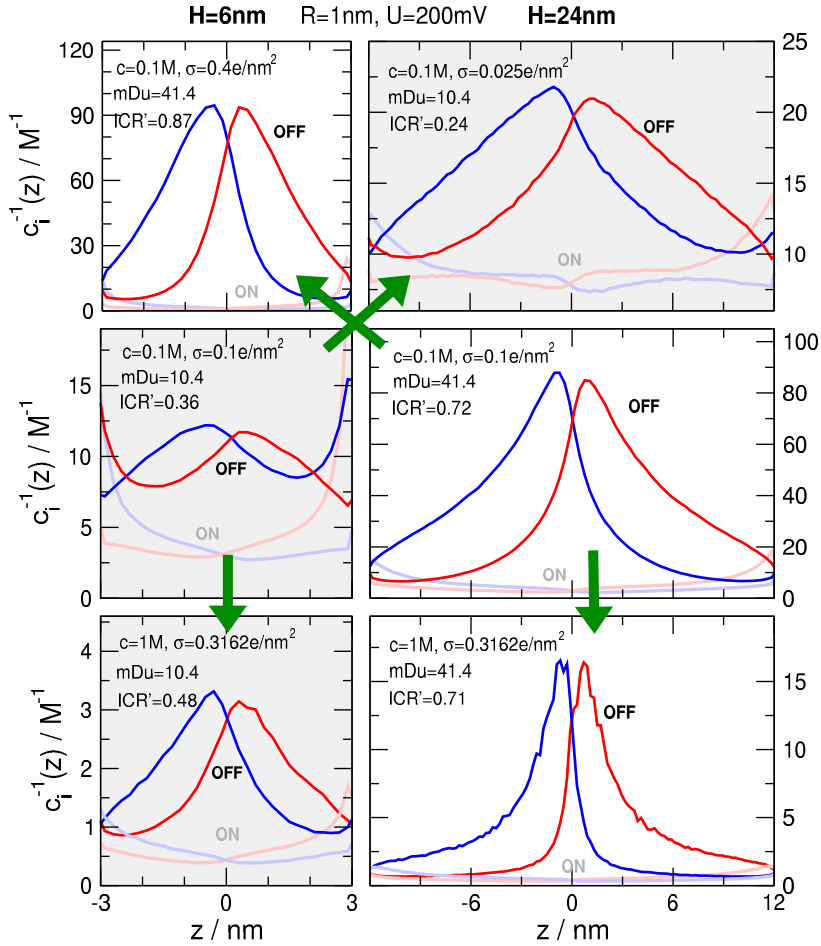 H=6nm R=1nm, U=200mV H=24nm
120
90
60
30
0
c_i^-1(z) / M^-1
c=0.1M, σ=0.4e/nm²
mDu=41.4
ICR'=0.87
OFF
ON
25
20
15
10
c=0.1M, σ=0.025e/nm²
mDu=10.4
ICR'=0.24
OFF
ON
15
10
5
0
c_i^-1(z) / M^-1
c=0.1M, σ=0.1e/nm²
mDu=10.4
ICR'=0.36
OFF
ON
100
80
60
40
20
0
c=0.1M, σ=0.1e/nm²
mDu=41.4
ICR'=0.72
OFF
ON
4
3
2
1
0
c_i^-1(z) / M^-1
c=1M, σ=0.3162e/nm²
mDu=10.4
ICR'=0.48
OFF
ON
-3 0 3
z / nm
15
10
5
0
c=1M, σ=0.3162e/nm²
mDu=41.4
ICR'=0.71
OFF
ON
-6 0 6 12
z / nm